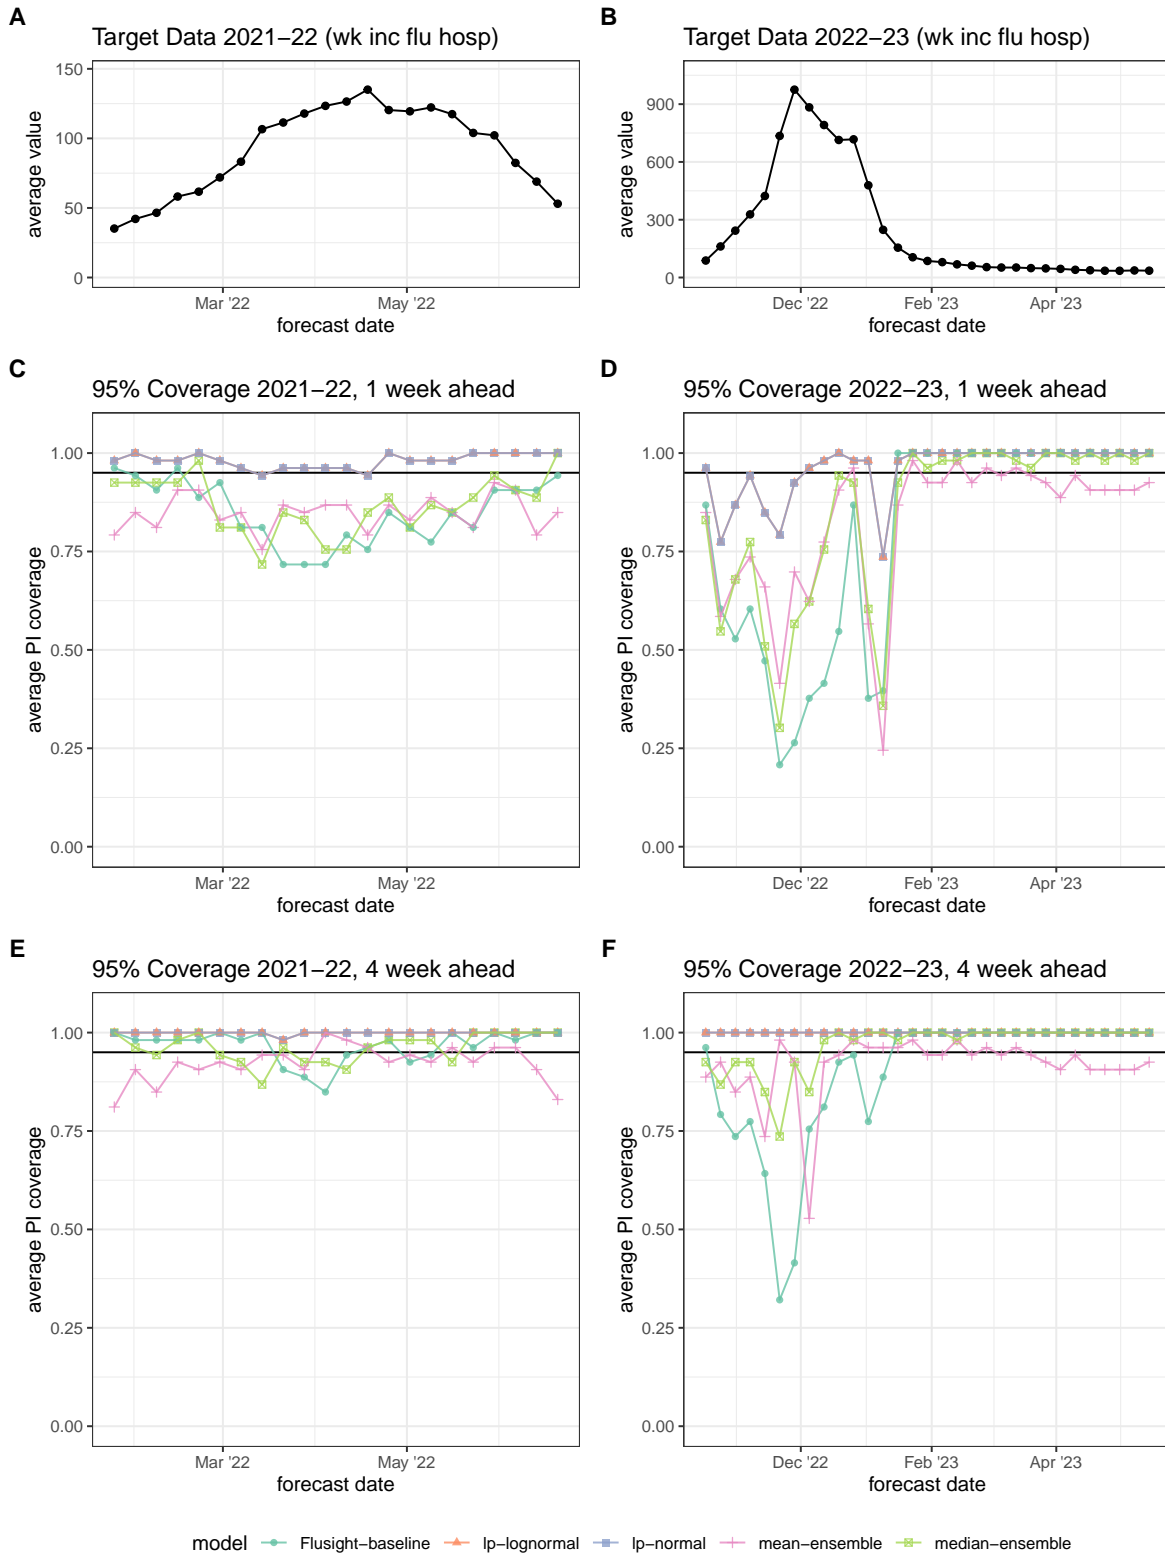 A
Target Data 2021−22 (wk inc flu hosp)
150
100
50
0
average value
Mar '22
May '22
forecast date
B
Target Data 2022−23 (wk inc flu hosp)
900
600
300
0
average value
Dec '22
Feb '23
Apr '23
forecast date
C
95% Coverage 2021−22, 1 week ahead
1.00
0.75
0.50
0.25
0.00
average PI coverage
Mar '22
May '22
forecast date
D
95% Coverage 2022−23, 1 week ahead
1.00
0.75
0.50
0.25
0.00
average PI coverage
Dec '22
Feb '23
Apr '23
forecast date
E
95% Coverage 2021−22, 4 week ahead
1.00
0.75
0.50
0.25
0.00
average PI coverage
Mar '22
May '22
forecast date
F
95% Coverage 2022−23, 4 week ahead
1.00
0.75
0.50
0.25
0.00
average PI coverage
Dec '22
Feb '23
Apr '23
forecast date
model Flusight−baseline lp−lognormal lp−normal mean−ensemble median−ensemble